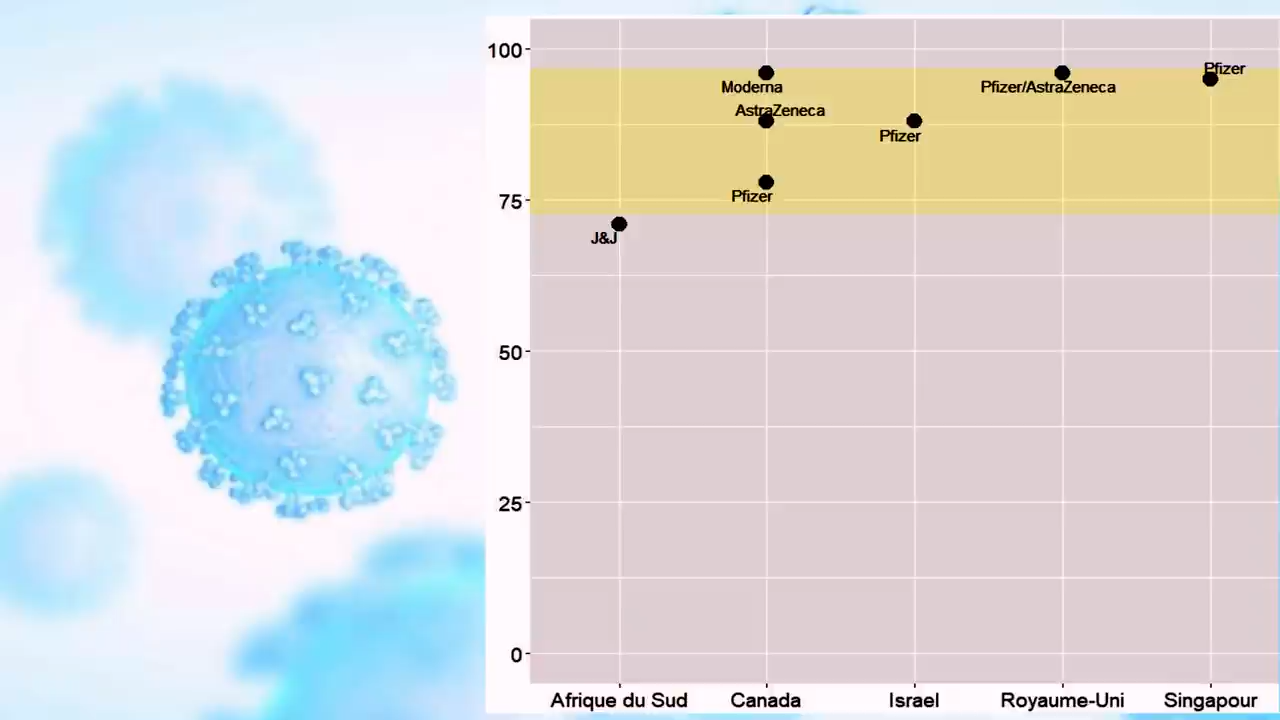 100
75
50
25
0
Moderna
AstraZeneca
Pfizer
J&J
Pfizer
Pfizer/AstraZeneca
Pfizer
Afrique du Sud
Canada
Israel
Royaume-Uni
Singapour